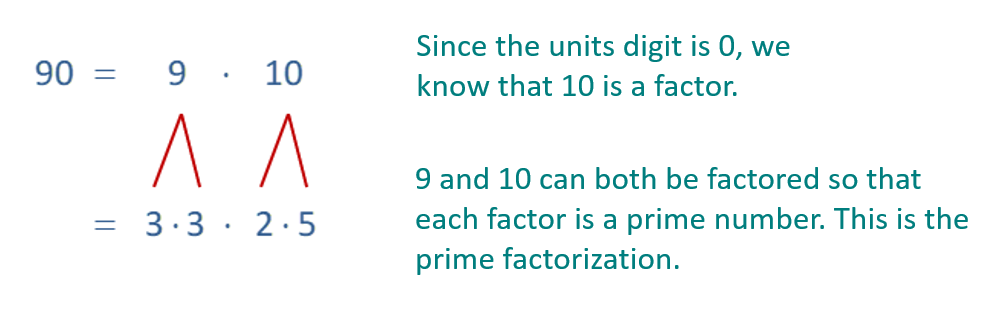 90 = 9 · 10
Since the units digit is 0, we
know that 10 is a factor.
= 3·3 · 2·5
9 and 10 can both be factored so that
each factor is a prime number. This is the
prime factorization.